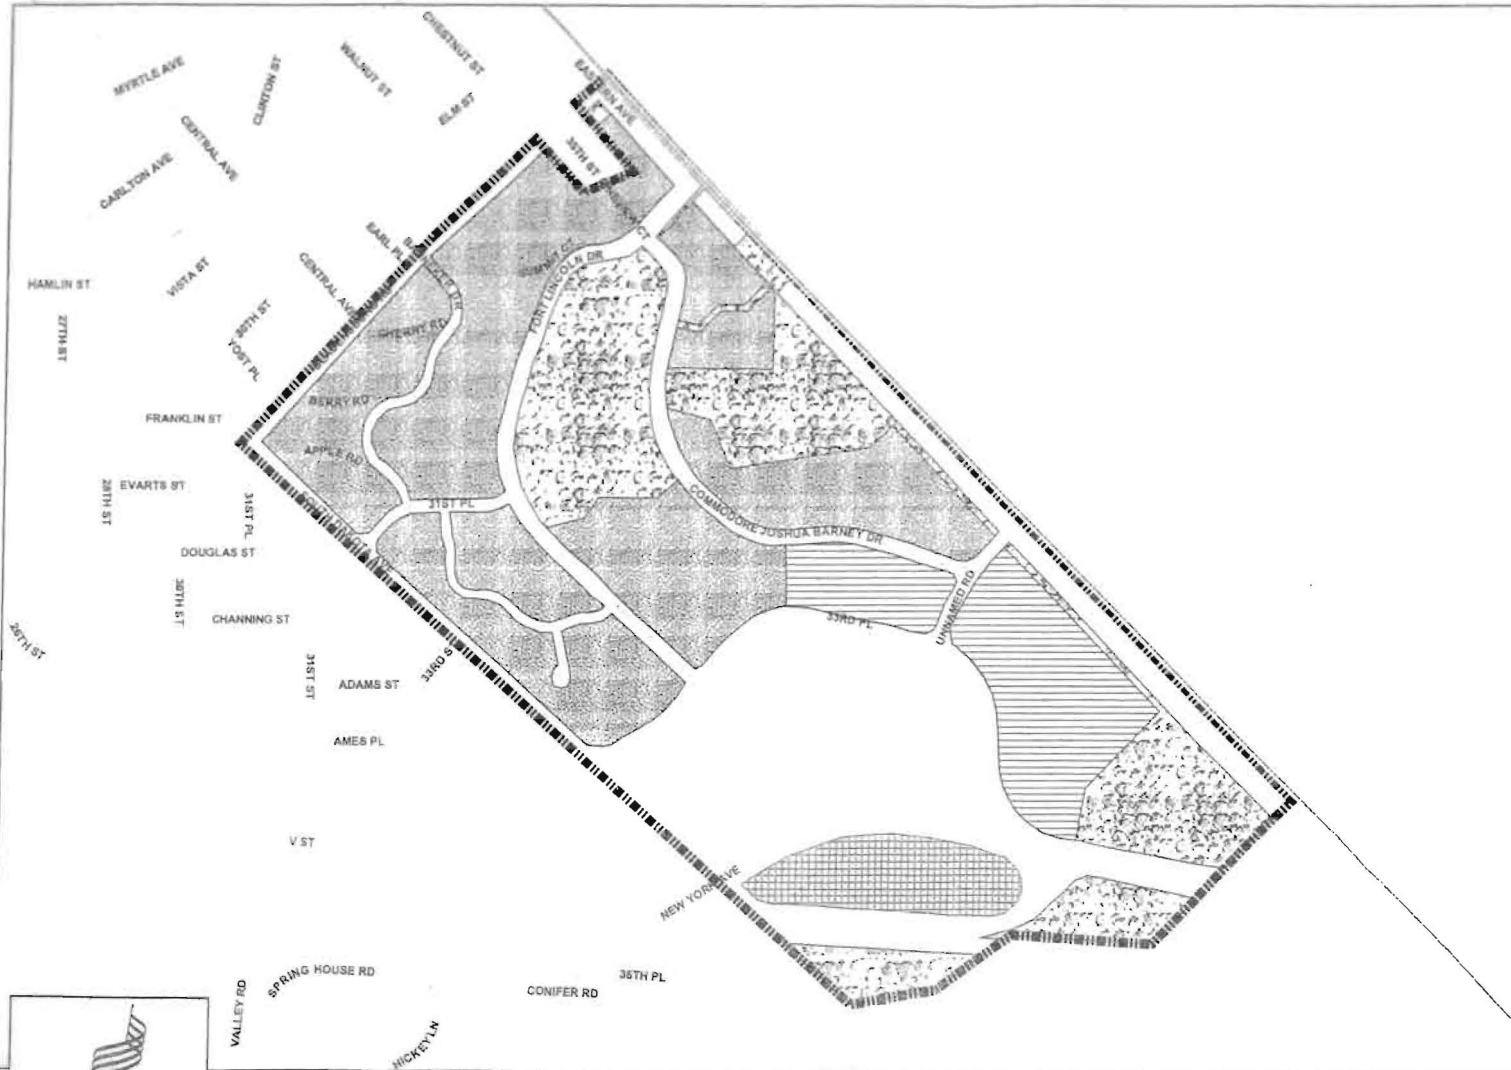 CHESTNUT ST
WALNUT ST
MYRTLE AVE
CLINTON ST
EASTERN AVE
ELM ST
CENTRAL AVE
CARLTON AVE
35TH ST
EARL PL
SUMMIT CT
FORT LINCOLN DR
HAMLIN ST
VISTA ST
CENTRAL AVE
30TH ST
CHERRY RD
27TH ST
YOST PL
BERRY RD
FRANKLIN ST
APPLE RD
EVARTS ST
28TH ST
31ST PL
31ST PL
COMMODORE JOSHUA BARNEY DR
DOUGLAS ST
30TH ST
CHANNING ST
33RD PL
UNNAMED RD
26TH ST
31ST ST
ADAMS ST
33RD S
AMES PL
V ST
NEW YORK AVE
SPRING HOUSE RD
VALLEY RD
CONIFER RD
35TH PL
HICKEY LN